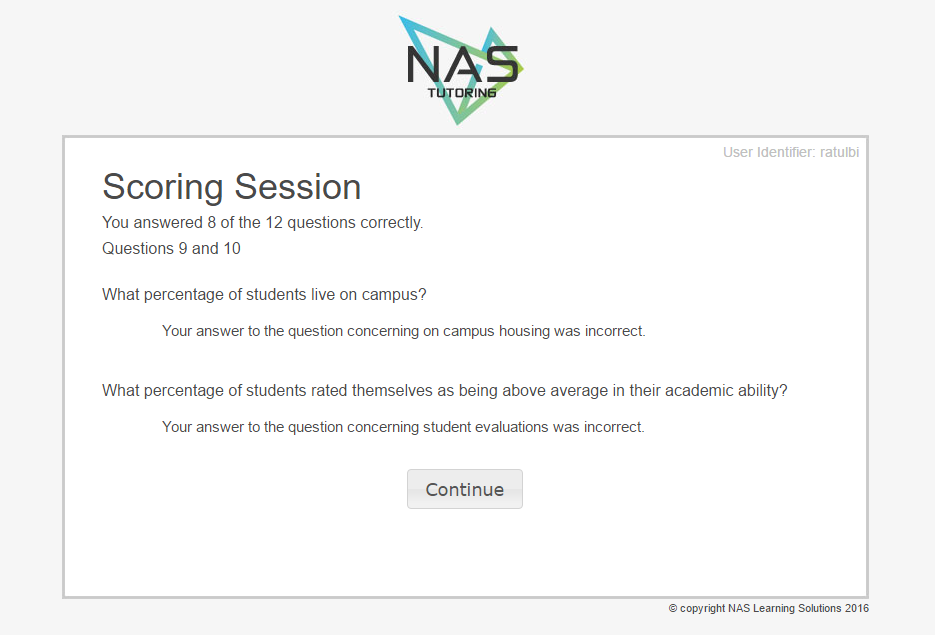 NAS
TUTORING
User Identifier: ratulbi
Scoring Session
You answered 8 of the 12 questions correctly.
Questions 9 and 10
What percentage of students live on campus?
Your answer to the question concerning on campus housing was incorrect.
What percentage of students rated themselves as being above average in their academic ability?
Your answer to the question concerning student evaluations was incorrect.
Continue
© copyright NAS Learning Solutions 2016